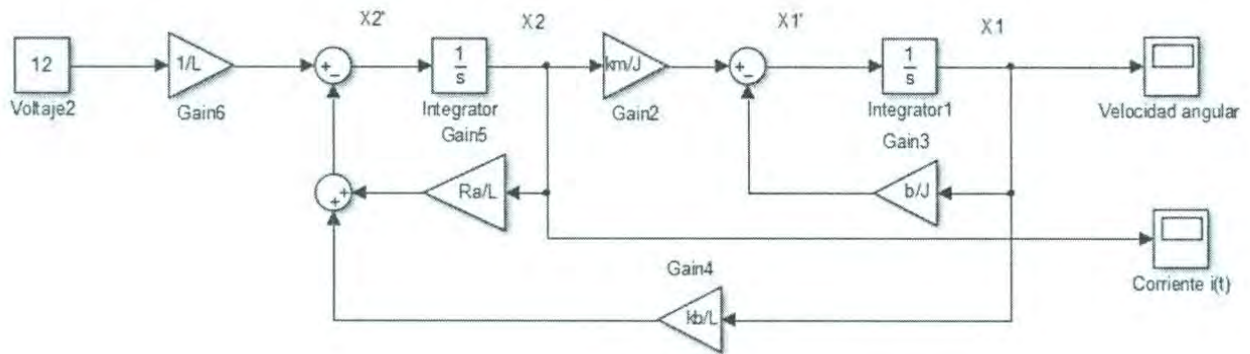 X2'
X2
X1'
X1
12
1/L
+
−
1
s
km/J
+
−
1
s
Voltaje2
Gain6
Integrator
Gain2
Integrator1
Velocidad angular
Gain5
Gain3
+
+
Ra/L
b/J
Gain4
Corriente i(t)
kb/L